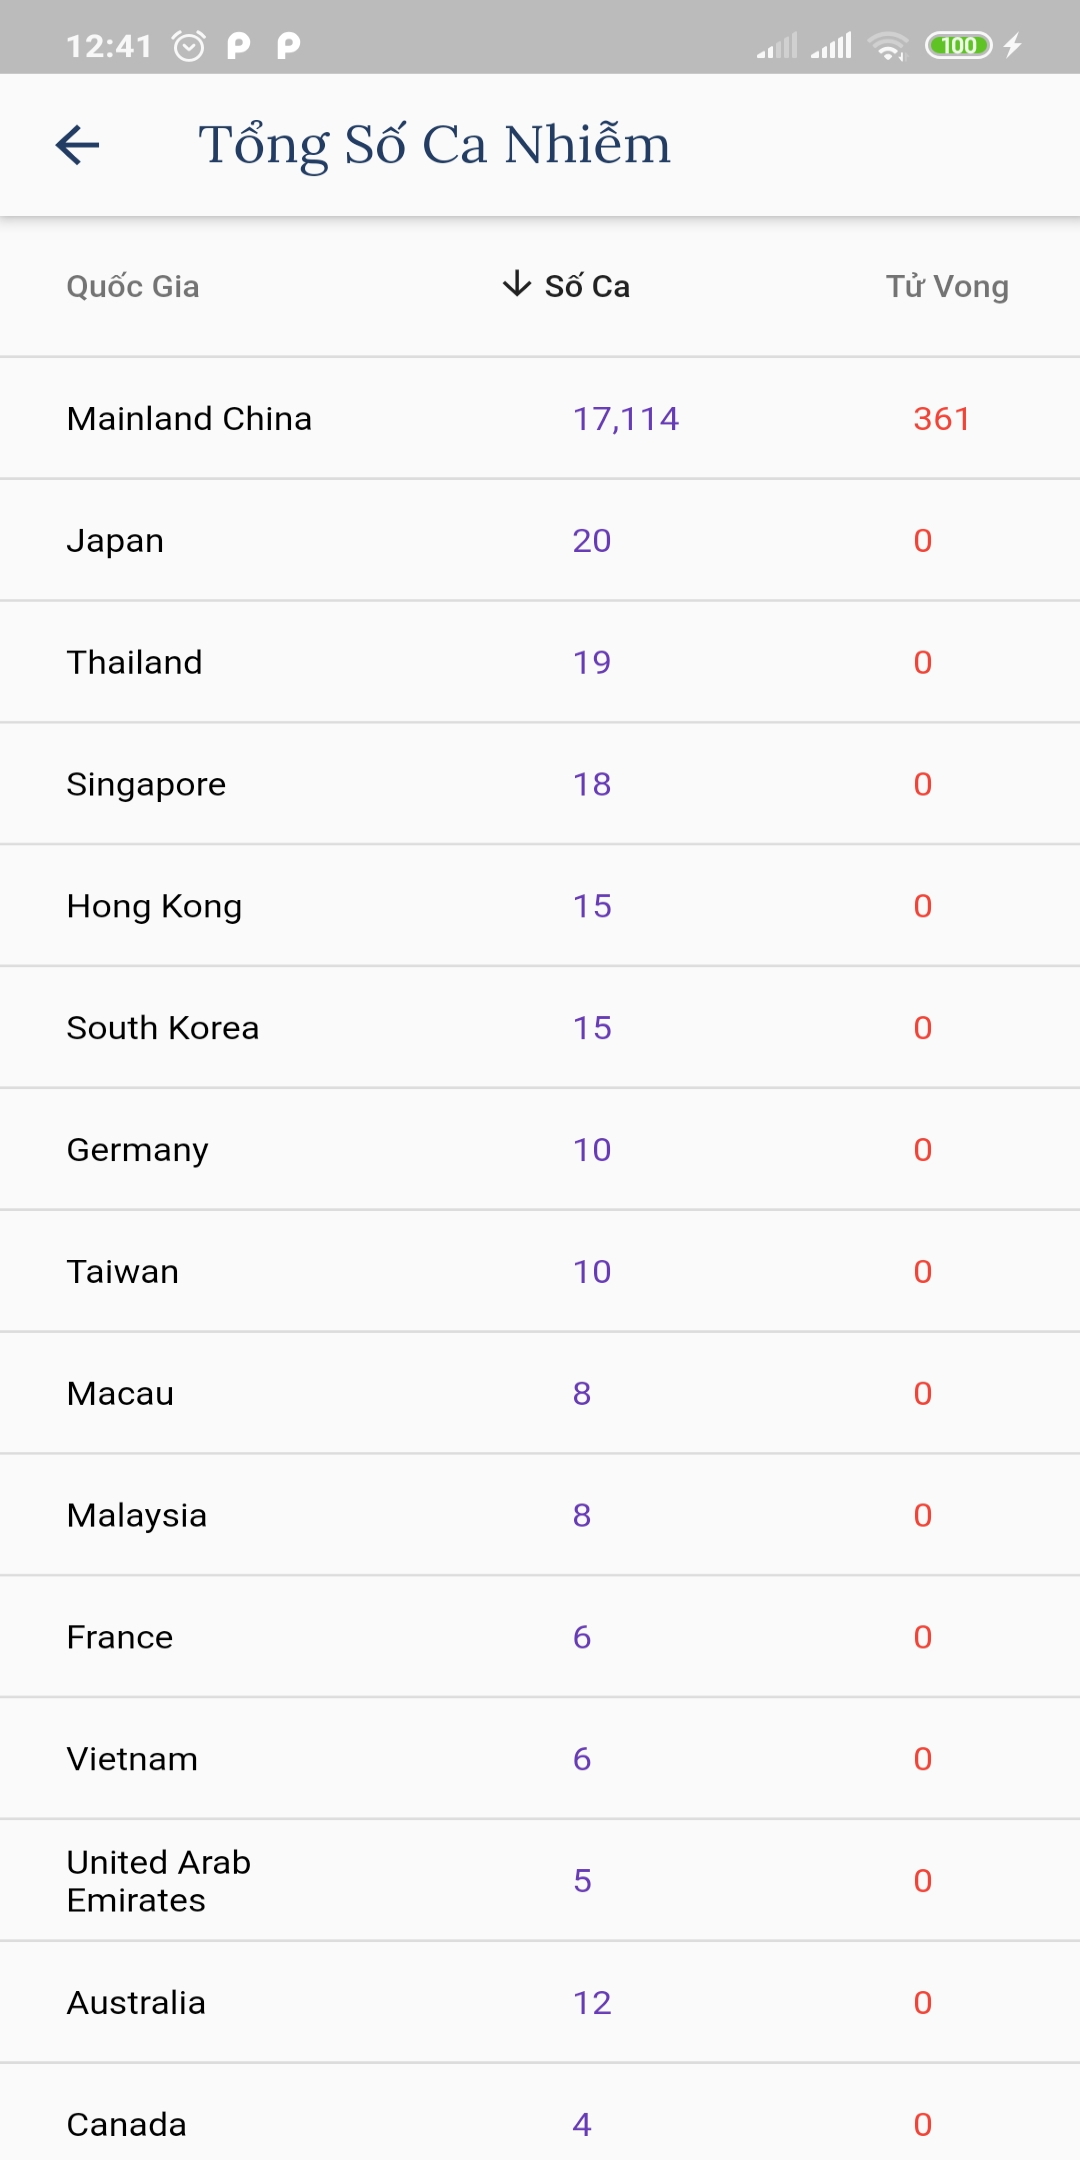 12:41 P P 100
Tổng Số Ca Nhiễm
Quốc Gia Số Ca Tử Vong
Mainland China 17,114 361
Japan 20 0
Thailand 19 0
Singapore 18 0
Hong Kong 15 0
South Korea 15 0
Germany 10 0
Taiwan 10 0
Macau 8 0
Malaysia 8 0
France 6 0
Vietnam 6 0
United Arab
Emirates 5 0
Australia 12 0
Canada 4 0